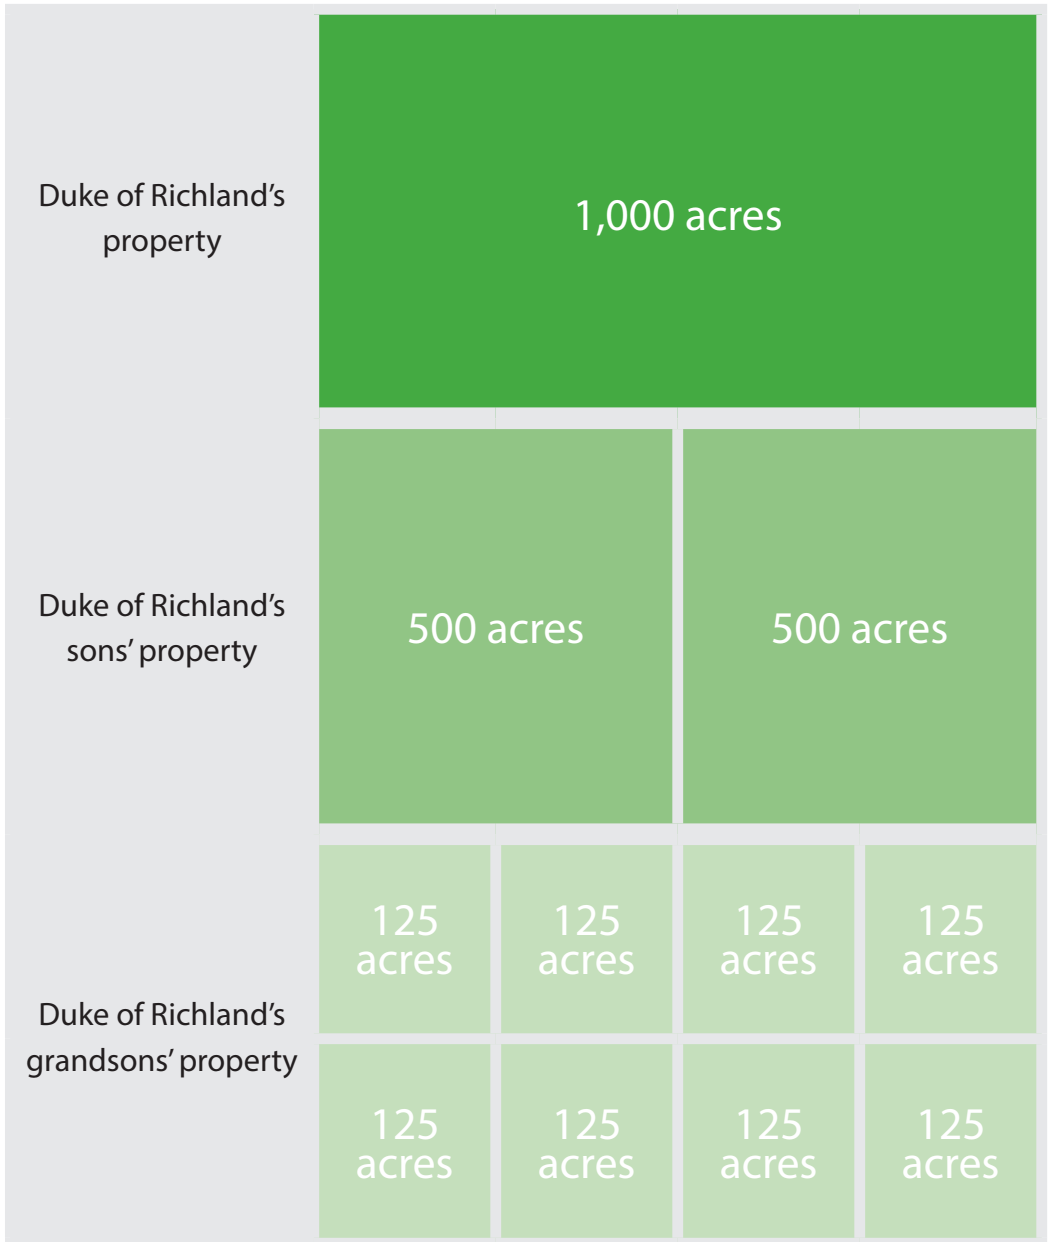 Duke of Richland’s
property
1,000 acres
Duke of Richland’s
sons’ property
500 acres
500 acres
Duke of Richland’s
grandsons’ property
125
acres
125
acres
125
acres
125
acres
125
acres
125
acres
125
acres
125
acres